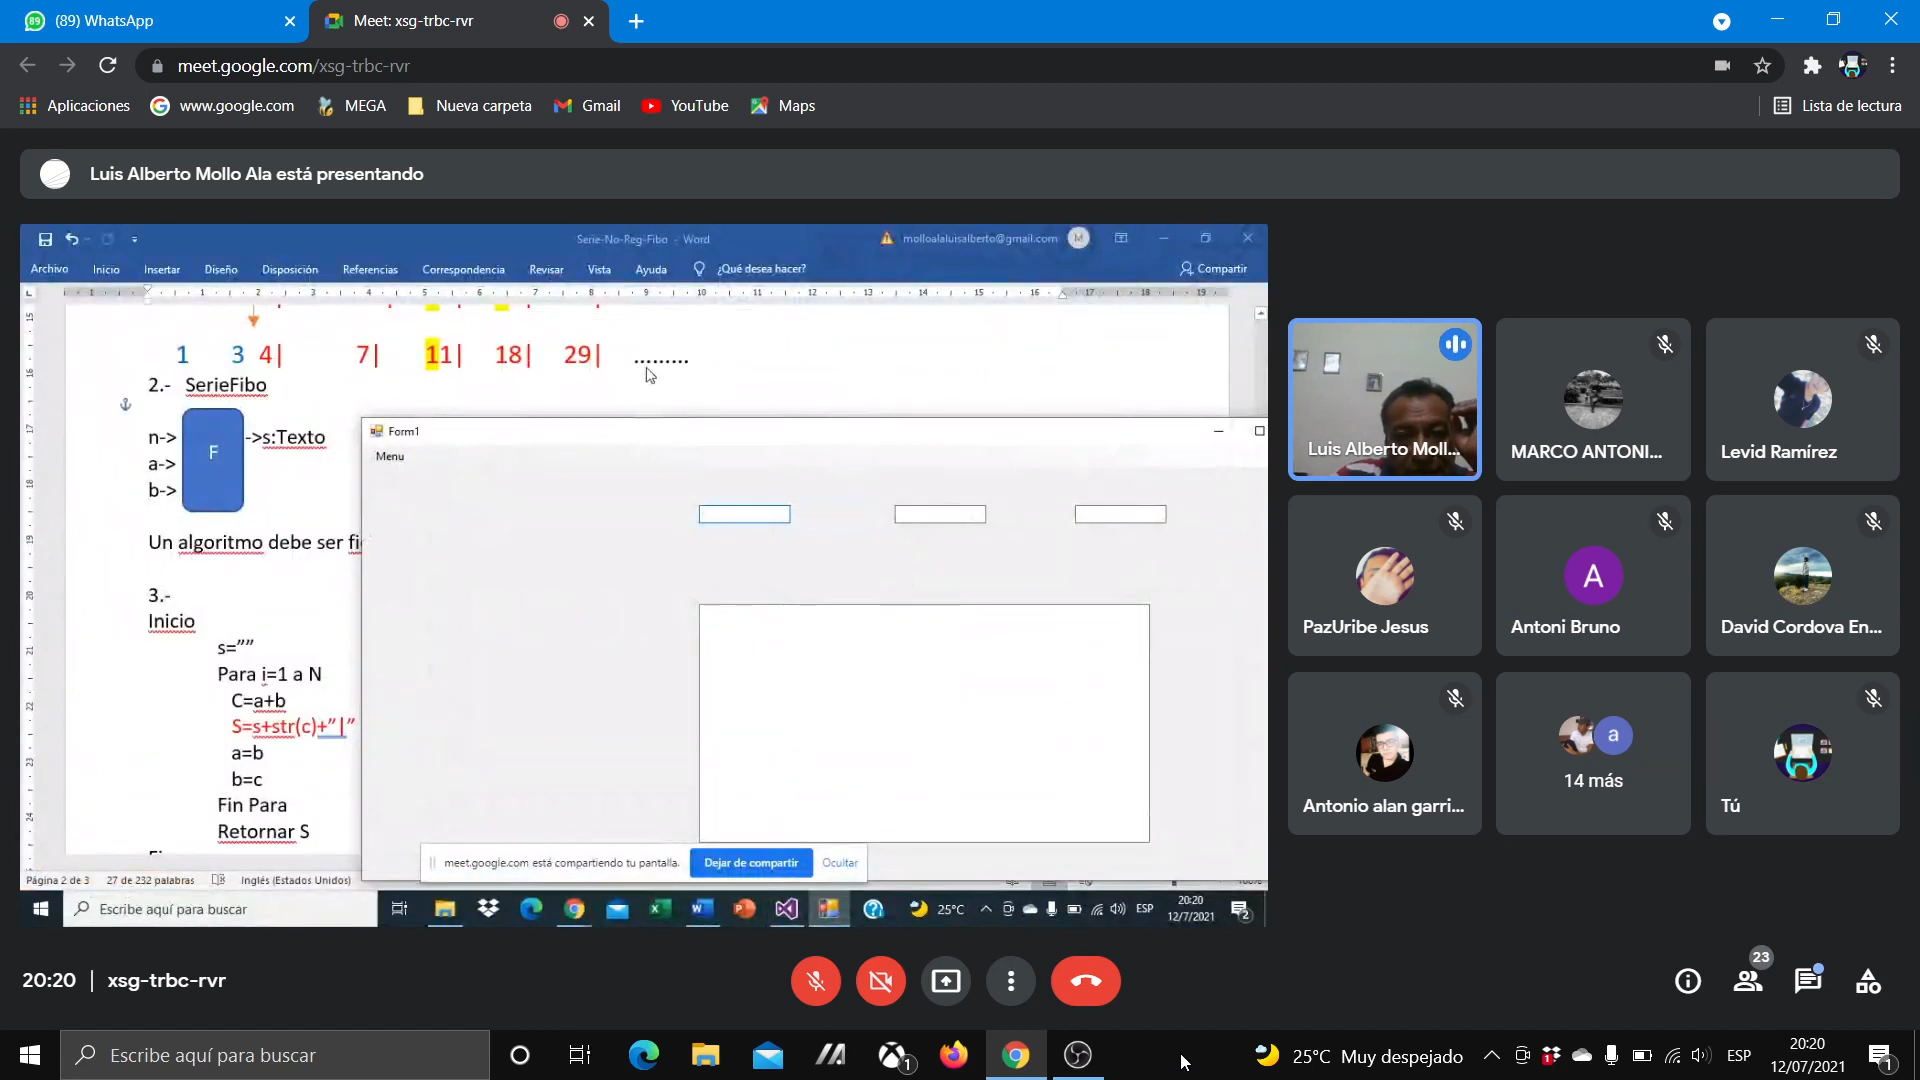 (89) WhatsApp
Meet: xsg-trbc-rvr
meet.google.com/xsg-trbc-rvr
Aplicaciones
www.google.com
MEGA
Nueva carpeta
Gmail
YouTube
Maps
Lista de lectura
Luis Alberto Mollo Ala está presentando
Serie-No-Reg-Fibo - Word
molloalaluisalberto@gmail.com
M
Archivo Inicio Insertar Diseño Disposición Referencias Correspondencia Revisar Vista Ayuda ¿Qué desea hacer? Compartir
1 3 4| 7| 11| 18| 29| .........
2.- SerieFibo
n-> F ->s:Texto
a->
b->
Un algoritmo debe ser
3.-
Inicio
s=””
Para i=1 a N
C=a+b
S=s+str(c)+”|”
a=b
b=c
Fin Para
Retornar S
Form1
Menu
meet.google.com está compartiendo tu pantalla.
Dejar de compartir
Ocultar
Página 2 de 3 27 de 232 palabras Inglés (Estados Unidos)
Escribe aquí para buscar
25°C
ESP
20:20
12/7/2021
2
Luis Alberto Moll...
MARCO ANTONI...
Levid Ramírez
PazUribe Jesus
A
Antoni Bruno
David Cordova En...
Antonio alan garri...
a
14 más
Tú
20:20 | xsg-trbc-rvr
23
Escribe aquí para buscar
1
25°C Muy despejado
1
ESP
20:20
12/07/2021
1